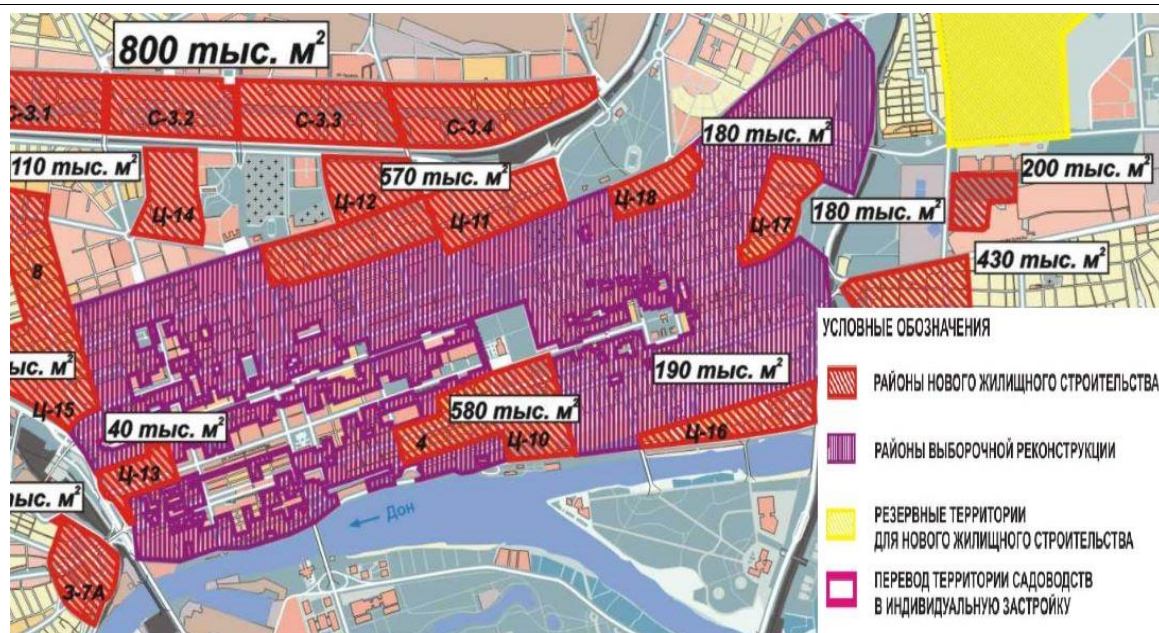 800 тыс. м²
С-3.1
С-3.2
С-3.3
С-3.4
110 тыс. м²
570 тыс. м²
180 тыс. м²
200 тыс. м²
Ц-14
Ц-12
Ц-11
Ц-18
Ц-17
180 тыс. м²
430 тыс. м²
8
тыс. м²
Ц-15
40 тыс. м²
580 тыс. м²
190 тыс. м²
4
Ц-10
Ц-16
Ц-13
тыс. м²
Дон
З-7А
УСЛОВНЫЕ ОБОЗНАЧЕНИЯ
РАЙОНЫ НОВОГО ЖИЛИЩНОГО СТРОИТЕЛЬСТВА
РАЙОНЫ ВЫБОРОЧНОЙ РЕКОНСТРУКЦИИ
РЕЗЕРВНЫЕ ТЕРРИТОРИИ
ДЛЯ НОВОГО ЖИЛИЩНОГО СТРОИТЕЛЬСТВА
ПЕРЕВОД ТЕРРИТОРИИ САДОВОДСТВ
В ИНДИВИДУАЛЬНУЮ ЗАСТРОЙКУ